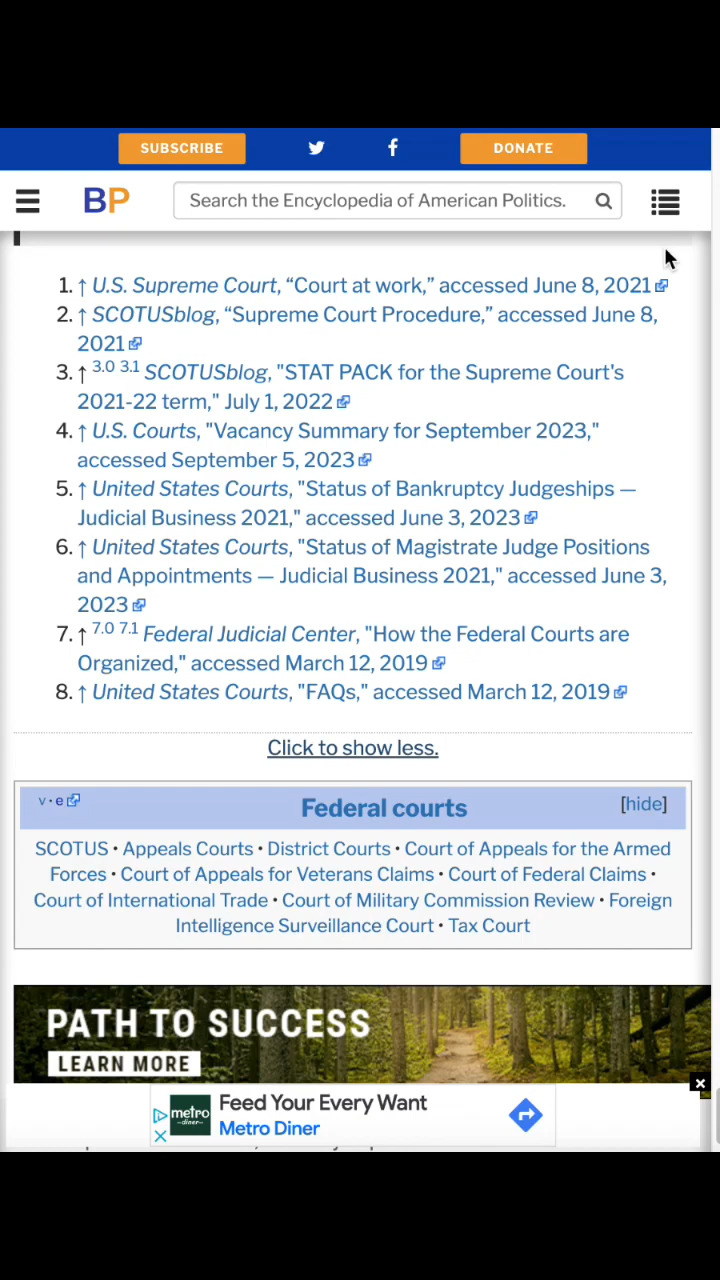 SUBSCRIBE DONATE
BP Search the Encyclopedia of American Politics.
1. ↑ U.S. Supreme Court, “Court at work,” accessed June 8, 2021
2. ↑ SCOTUSblog, “Supreme Court Procedure,” accessed June 8,
2021
3. ↑ 3.0 3.1 SCOTUSblog, "STAT PACK for the Supreme Court's
2021-22 term," July 1, 2022
4. ↑ U.S. Courts, "Vacancy Summary for September 2023,"
accessed September 5, 2023
5. ↑ United States Courts, "Status of Bankruptcy Judgeships —
Judicial Business 2021," accessed June 3, 2023
6. ↑ United States Courts, "Status of Magistrate Judge Positions
and Appointments — Judicial Business 2021," accessed June 3,
2023
7. ↑ 7.0 7.1 Federal Judicial Center, "How the Federal Courts are
Organized," accessed March 12, 2019
8. ↑ United States Courts, "FAQs," accessed March 12, 2019
Click to show less.
v · e Federal courts [hide]
SCOTUS • Appeals Courts • District Courts • Court of Appeals for the Armed
Forces • Court of Appeals for Veterans Claims • Court of Federal Claims •
Court of International Trade • Court of Military Commission Review • Foreign
Intelligence Surveillance Court • Tax Court
PATH TO SUCCESS
LEARN MORE
metro
diner
Feed Your Every Want
Metro Diner